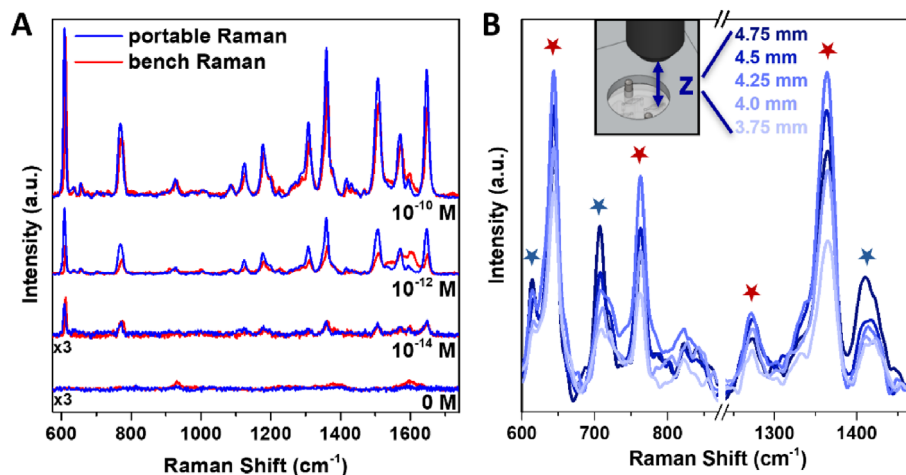 A
portable Raman
bench Raman
10⁻¹⁰ M
10⁻¹² M
10⁻¹⁴ M
x3
0 M
x3
Intensity (a.u.)
600 800 1000 1200 1400 1600
Raman Shift (cm⁻¹)
B
Z
4.75 mm
4.5 mm
4.25 mm
4.0 mm
3.75 mm
Intensity (a.u.)
600 700 800 1300 1400
Raman Shift (cm⁻¹)